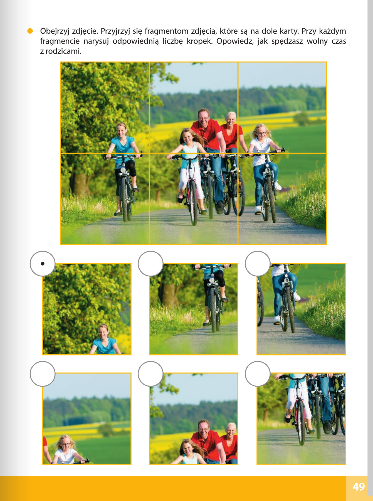 Obejrzyj zdjęcie. Przyjrzyj się fragmentom zdjęcia, które są na dole karty. Przy każdym
fragmencie narysuj odpowiednią liczbę kropek. Opowiedz, jak spędzasz wolny czas
z rodzicami.
49